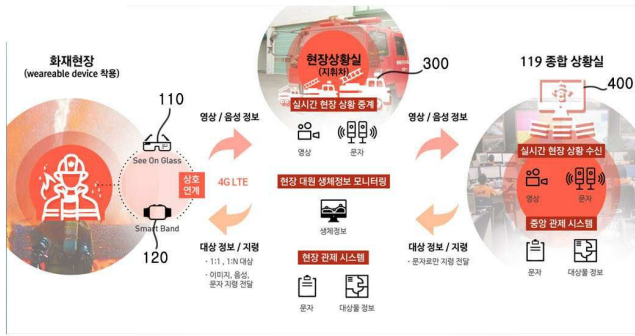 화재현장
(weareable device 착용)
110
See On Glass
상호
연계
Smart Band
120
영상 / 음성 정보
4G LTE
대상 정보 / 지령
· 1:1 , 1:N 대상
· 이미지, 음성,
문자 지령 전달
현장상황실
(지휘차)
300
실시간 현장 상황 중계
영상
문자
현장 대원 생체정보 모니터링
생체정보
현장 관제 시스템
문자
대상물 정보
영상 / 음성 정보
대상 정보 / 지령
· 문자로만 지령 전달
119 종합 상황실
400
실시간 현장 상황 수신
영상
문자
중앙 관제 시스템
문자
대상물 정보